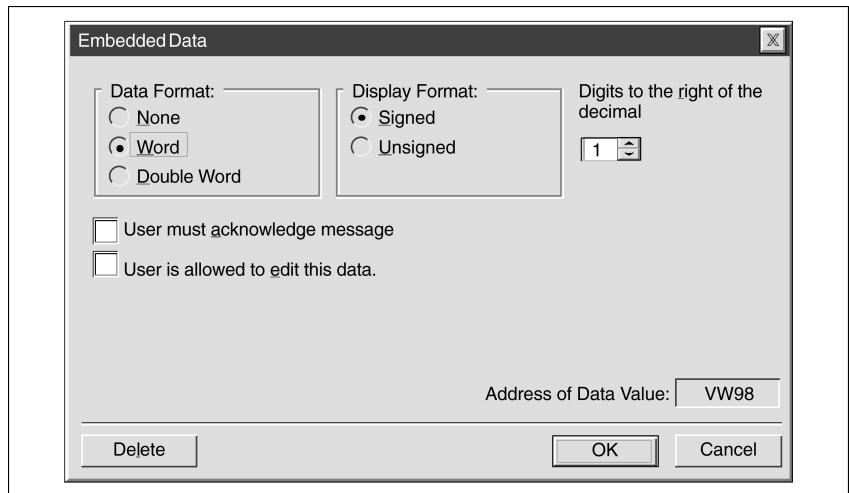 Embedded Data
Data Format:
None
Word
Double Word
Display Format:
Signed
Unsigned
Digits to the right of the
decimal
1
User must acknowledge message
User is allowed to edit this data.
Address of Data Value: VW98
Delete
OK
Cancel